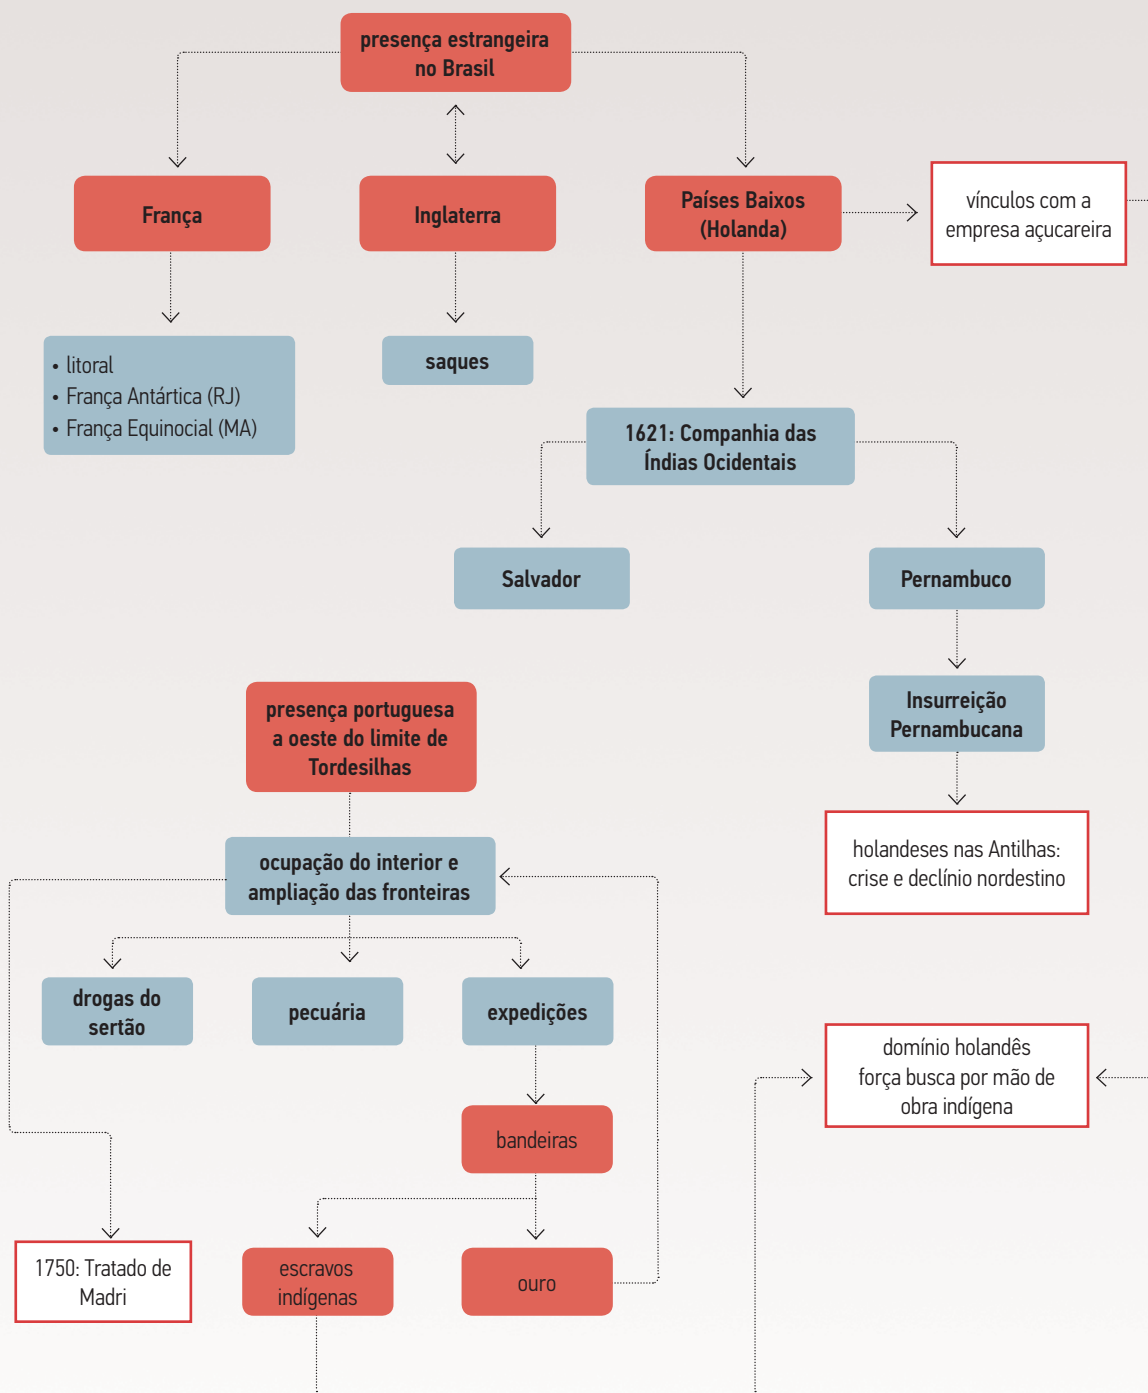 presença estrangeira
no Brasil
França
Inglaterra
Países Baixos
(Holanda)
vínculos com a
empresa açucareira
• litoral
• França Antártica (RJ)
• França Equinocial (MA)
saques
1621: Companhia das
Índias Ocidentais
Salvador
Pernambuco
Insurreição
Pernambucana
holandeses nas Antilhas:
crise e declínio nordestino
presença portuguesa
a oeste do limite de
Tordesilhas
ocupação do interior e
ampliação das fronteiras
drogas do
sertão
pecuária
expedições
domínio holandês
força busca por mão de
obra indígena
bandeiras
1750: Tratado de
Madri
escravos
indígenas
ouro